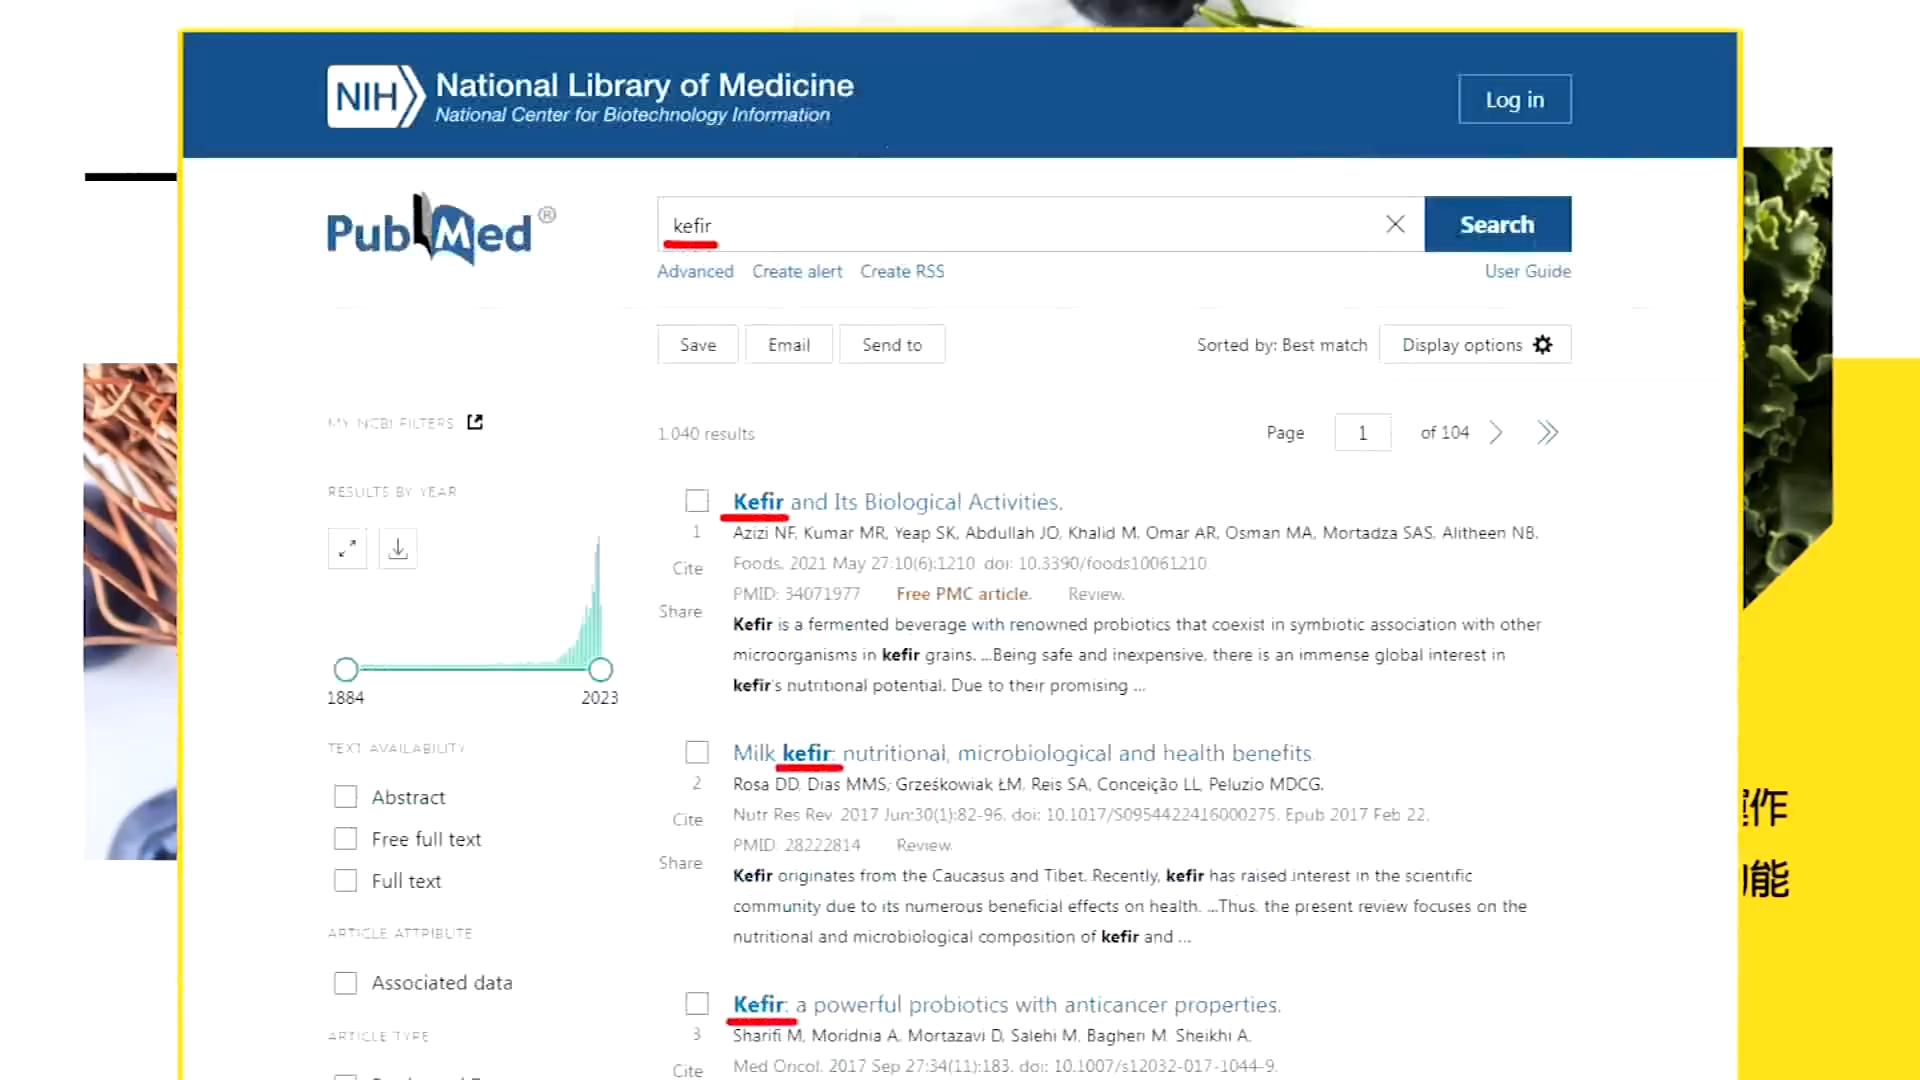 NIH National Library of Medicine
National Center for Biotechnology Information
Log in
PubMed®
kefir
Search
Advanced Create alert Create RSS
User Guide
Save Email Send to
Sorted by: Best match Display options
MY NCBI FILTERS
1,040 results
Page 1 of 104
RESULTS BY YEAR
1884 2023
TEXT AVAILABILITY
Abstract
Free full text
Full text
ARTICLE ATTRIBUTE
Associated data
ARTICLE TYPE
Kefir and Its Biological Activities.
1
Azizi NF, Kumar MR, Yeap SK, Abdullah JO, Khalid M, Omar AR, Osman MA, Mortadza SAS, Alitheen NB.
Cite
Foods. 2021 May 27;10(6):1210. doi: 10.3390/foods10061210.
PMID: 34071977 Free PMC article. Review.
Share
Kefir is a fermented beverage with renowned probiotics that coexist in symbiotic association with other
microorganisms in kefir grains. ...Being safe and inexpensive, there is an immense global interest in
kefir's nutritional potential. Due to their promising ...
Milk kefir: nutritional, microbiological and health benefits.
2
Rosa DD, Dias MMS, Grześkowiak ŁM, Reis SA, Conceição LL, Peluzio MDCG.
Cite
Nutr Res Rev. 2017 Jun;30(1):82-96. doi: 10.1017/S0954422416000275. Epub 2017 Feb 22.
PMID: 28222814 Review.
Share
Kefir originates from the Caucasus and Tibet. Recently, kefir has raised interest in the scientific
community due to its numerous beneficial effects on health. ...Thus, the present review focuses on the
nutritional and microbiological composition of kefir and ...
Kefir: a powerful probiotics with anticancer properties.
3
Sharifi M, Moridnia A, Mortazavi D, Salehi M, Bagheri M, Sheikhi A.
Cite
Med Oncol. 2017 Sep 27;34(11):183. doi: 10.1007/s12032-017-1044-9.
作
能